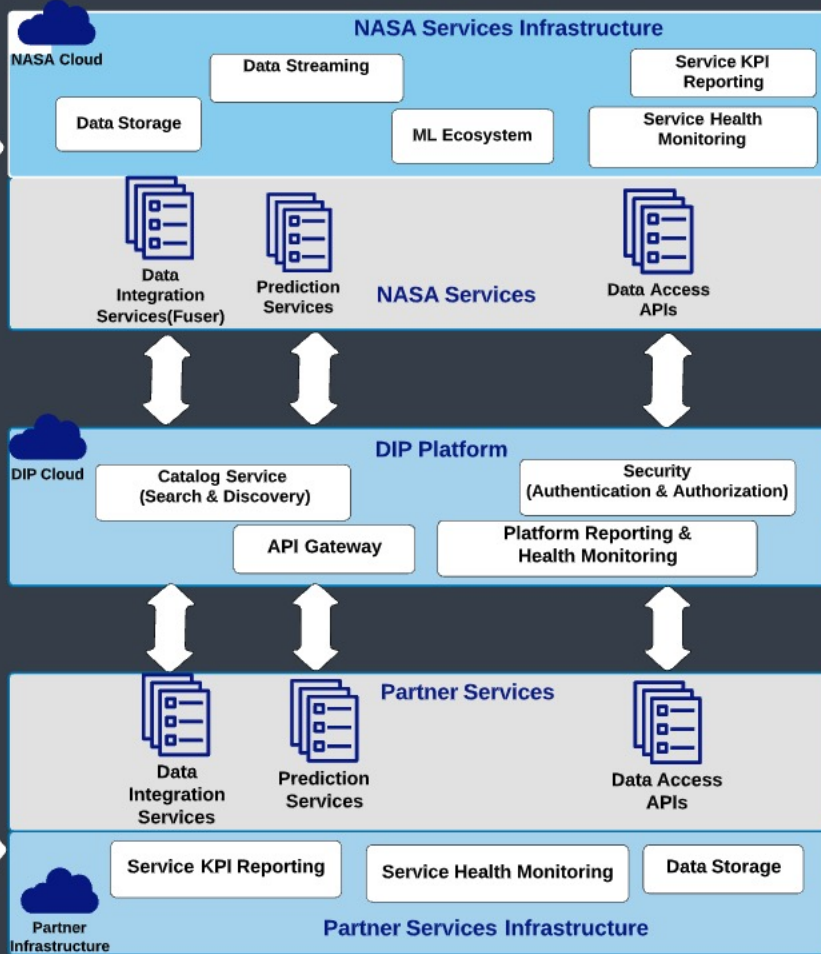 NASA Services Infrastructure
NASA Cloud
Data Streaming
Service KPI
Reporting
Data Storage
ML Ecosystem
Service Health
Monitoring
Data
Integration
Services(Fuser)
Prediction
Services
NASA Services
Data Access
APIs
DIP Cloud
DIP Platform
Catalog Service
(Search & Discovery)
Security
(Authentication & Authorization)
API Gateway
Platform Reporting &
Health Monitoring
Partner Services
Data
Integration
Services
Prediction
Services
Data Access
APIs
Service KPI Reporting
Service Health Monitoring
Data Storage
Partner
Infrastructure
Partner Services Infrastructure